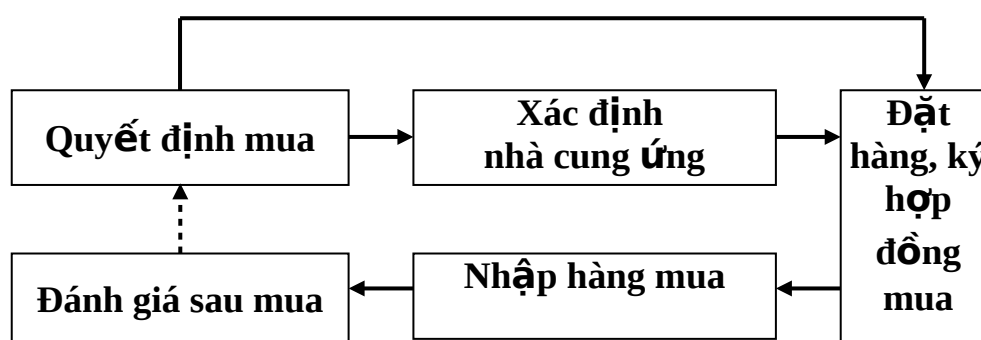 Quyết định mua
Xác định
nhà cung ứng
Đặt
hàng, ký
hợp
đồng
mua
Nhập hàng mua
Đánh giá sau mua